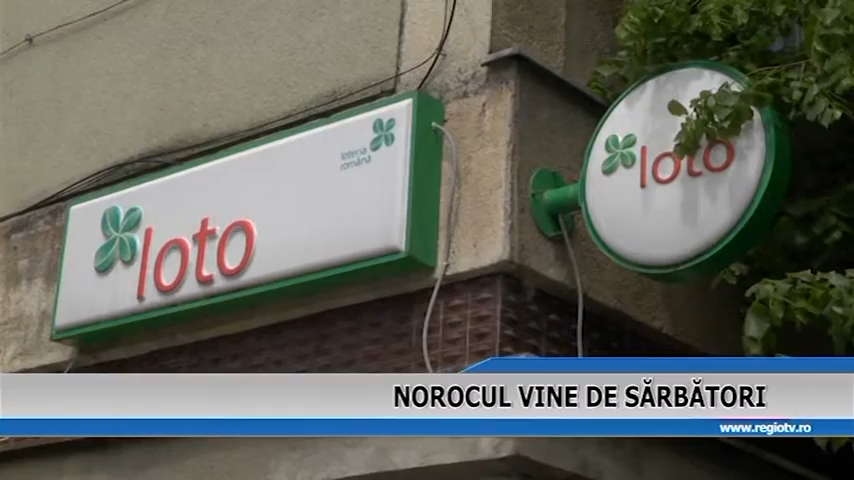 loteria
română
loto
loto
NOROCUL VINE DE SĂRBĂTORI
www.regiotv.ro